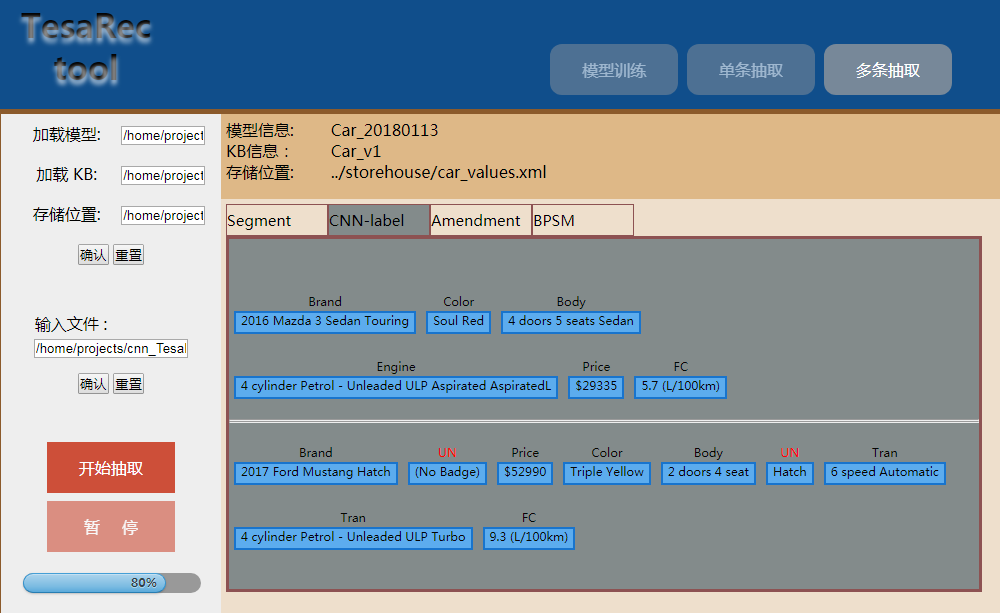 TesaRec
tool
模型训练 单条抽取 多条抽取
加载模型: /home/project
加载 KB: /home/project
存储位置: /home/project
确认 重置
输入文件：
/home/projects/cnn_Tesal
确认 重置
开始抽取
暂 停
80%
模型信息: Car_20180113
KB信息： Car_v1
存储位置: ../storehouse/car_values.xml
Segment CNN-label Amendment BPSM
Brand Color Body
2016 Mazda 3 Sedan Touring Soul Red 4 doors 5 seats Sedan
Engine Price FC
4 cylinder Petrol - Unleaded ULP Aspirated AspiratedL $29335 5.7 (L/100km)
Brand UN Price Color Body UN Tran
2017 Ford Mustang Hatch (No Badge) $52990 Triple Yellow 2 doors 4 seat Hatch 6 speed Automatic
Tran FC
4 cylinder Petrol - Unleaded ULP Turbo 9.3 (L/100km)